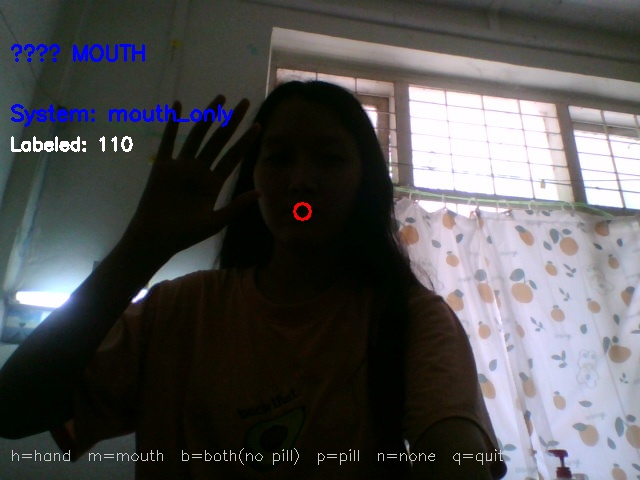 ???? MOUTH
System: mouth_only
Labeled: 110
h=hand m=mouth b=both(no pill) p=pill n=none q=quit